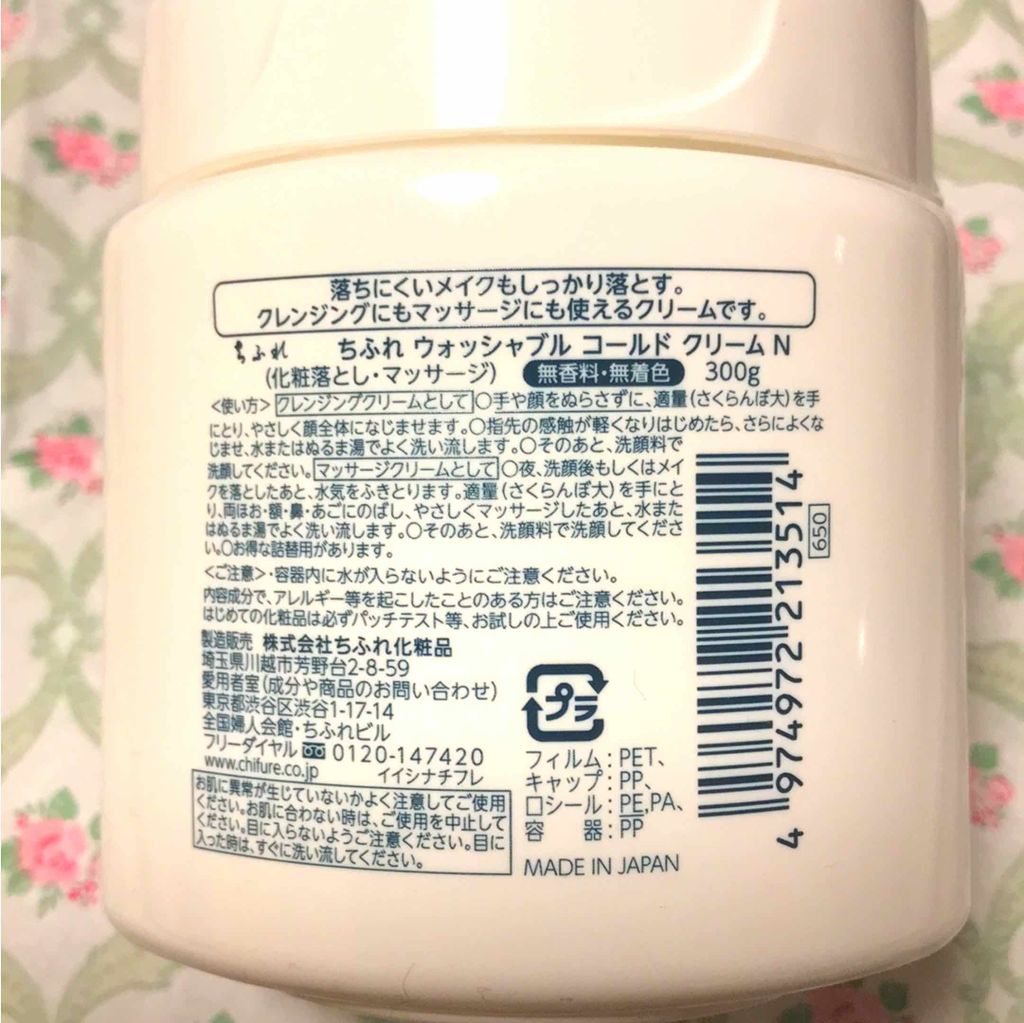 落ちにくいメイクもしっかり落とす。
クレンジングにもマッサージにも使えるクリームです。
ちふれ ちふれ ウォッシャブル コールド クリーム N
(化粧落とし・マッサージ) 無香料・無着色 300g
<使い方> クレンジングクリームとして ○手や顔をぬらさずに、適量(さくらんぼ大)を手
にとり、やさしく顔全体になじませます。○指先の感触が軽くなりはじめたら、さらによくな
じませ、水またはぬるま湯でよく洗い流します。○そのあと、洗顔料で
洗顔してください。 マッサージクリームとして ○夜、洗顔後もしくはメイ
クを落としたあと、水気をふきとります。適量(さくらんぼ大)を手にと
り、両ほお・額・鼻・あごにのばし、やさしくマッサージしたあと、水また
はぬるま湯でよく洗い流します。○そのあと、洗顔料で洗顔してくださ
い。○お得な詰替用があります。
<ご注意>・容器内に水が入らないようにご注意ください。
内容成分で、アレルギー等を起こしたことのある方はご注意ください。
はじめての化粧品は必ずパッチテスト等、お試しの上ご使用ください。
製造販売 株式会社ちふれ化粧品
埼玉県川越市芳野台2-8-59
愛用者室(成分や商品のお問い合わせ)
東京都渋谷区渋谷1-17-14
全国婦人会館・ちふれビル
フリーダイヤル 0120-147420
www.chifure.co.jp イイシナチフレ
お肌に異常が生じていないかよく注意してご使用
ください。お肌に合わない時は、ご使用を中止して
ください。目に入らないようご注意ください。目に
入った時は、すぐに洗い流してください。
プラ
フィルム:PET、
キャップ:PP、
口シール:PE,PA、
容 器:PP
MADE IN JAPAN
4 974972 213514
650